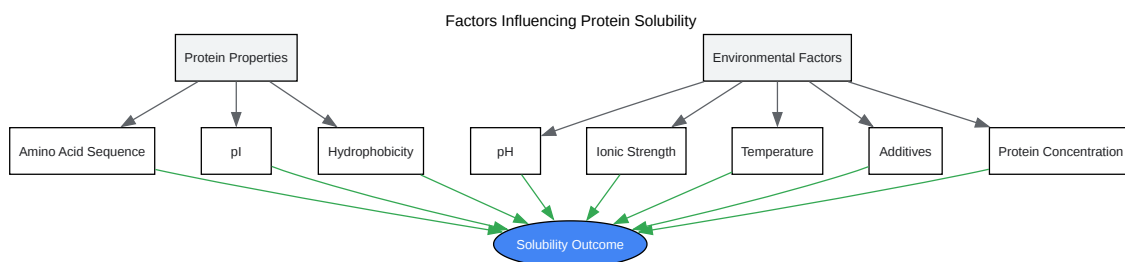 Factors Influencing Protein Solubility
Protein Properties
Environmental Factors
Amino Acid Sequence
pI
Hydrophobicity
pH
Ionic Strength
Temperature
Additives
Protein Concentration
Solubility Outcome